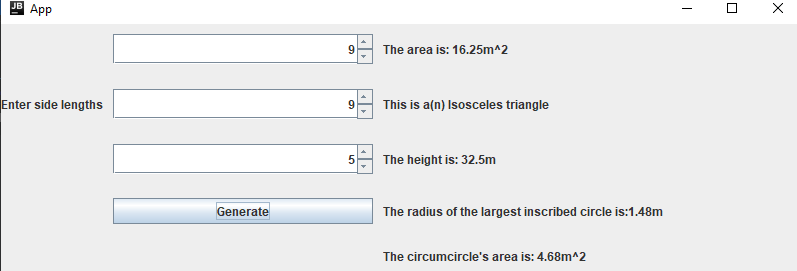 JB App
9 The area is: 16.25m^2
Enter side lengths 9 This is a(n) Isosceles triangle
5 The height is: 32.5m
Generate The radius of the largest inscribed circle is:1.48m
The circumcircle's area is: 4.68m^2